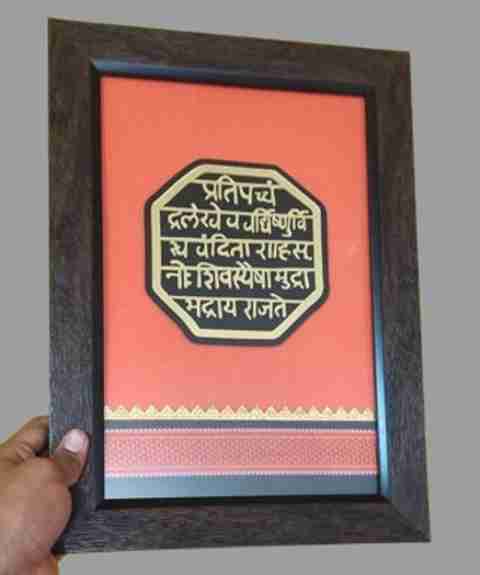 प्रतिपच्चं
द्रलेखेव वर्धिष्णुर्वि
श्व वंदिता शाहसू
नोः शिवस्यैषा मुद्रा
भद्राय राजते